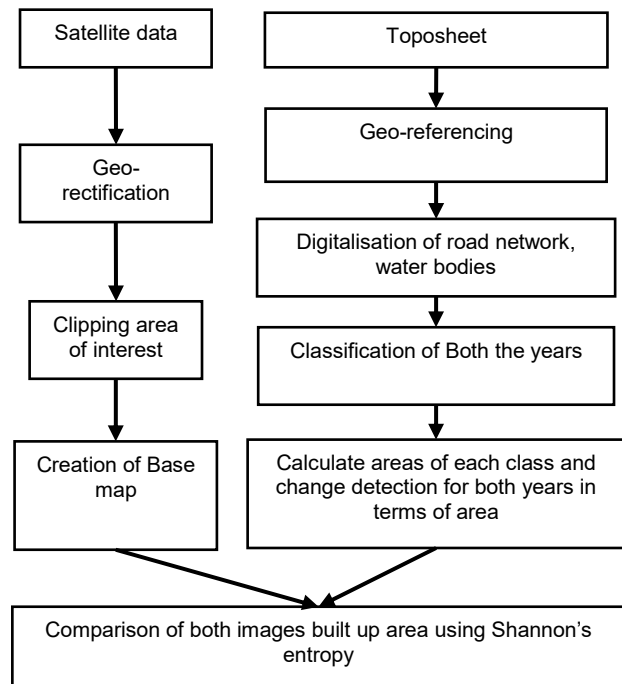 Satellite data
Geo-
rectification
Clipping area
of interest
Creation of Base
map
Toposheet
Geo-referencing
Digitalisation of road network,
water bodies
Classification of Both the years
Calculate areas of each class and
change detection for both years in
terms of area
Comparison of both images built up area using Shannon’s
entropy